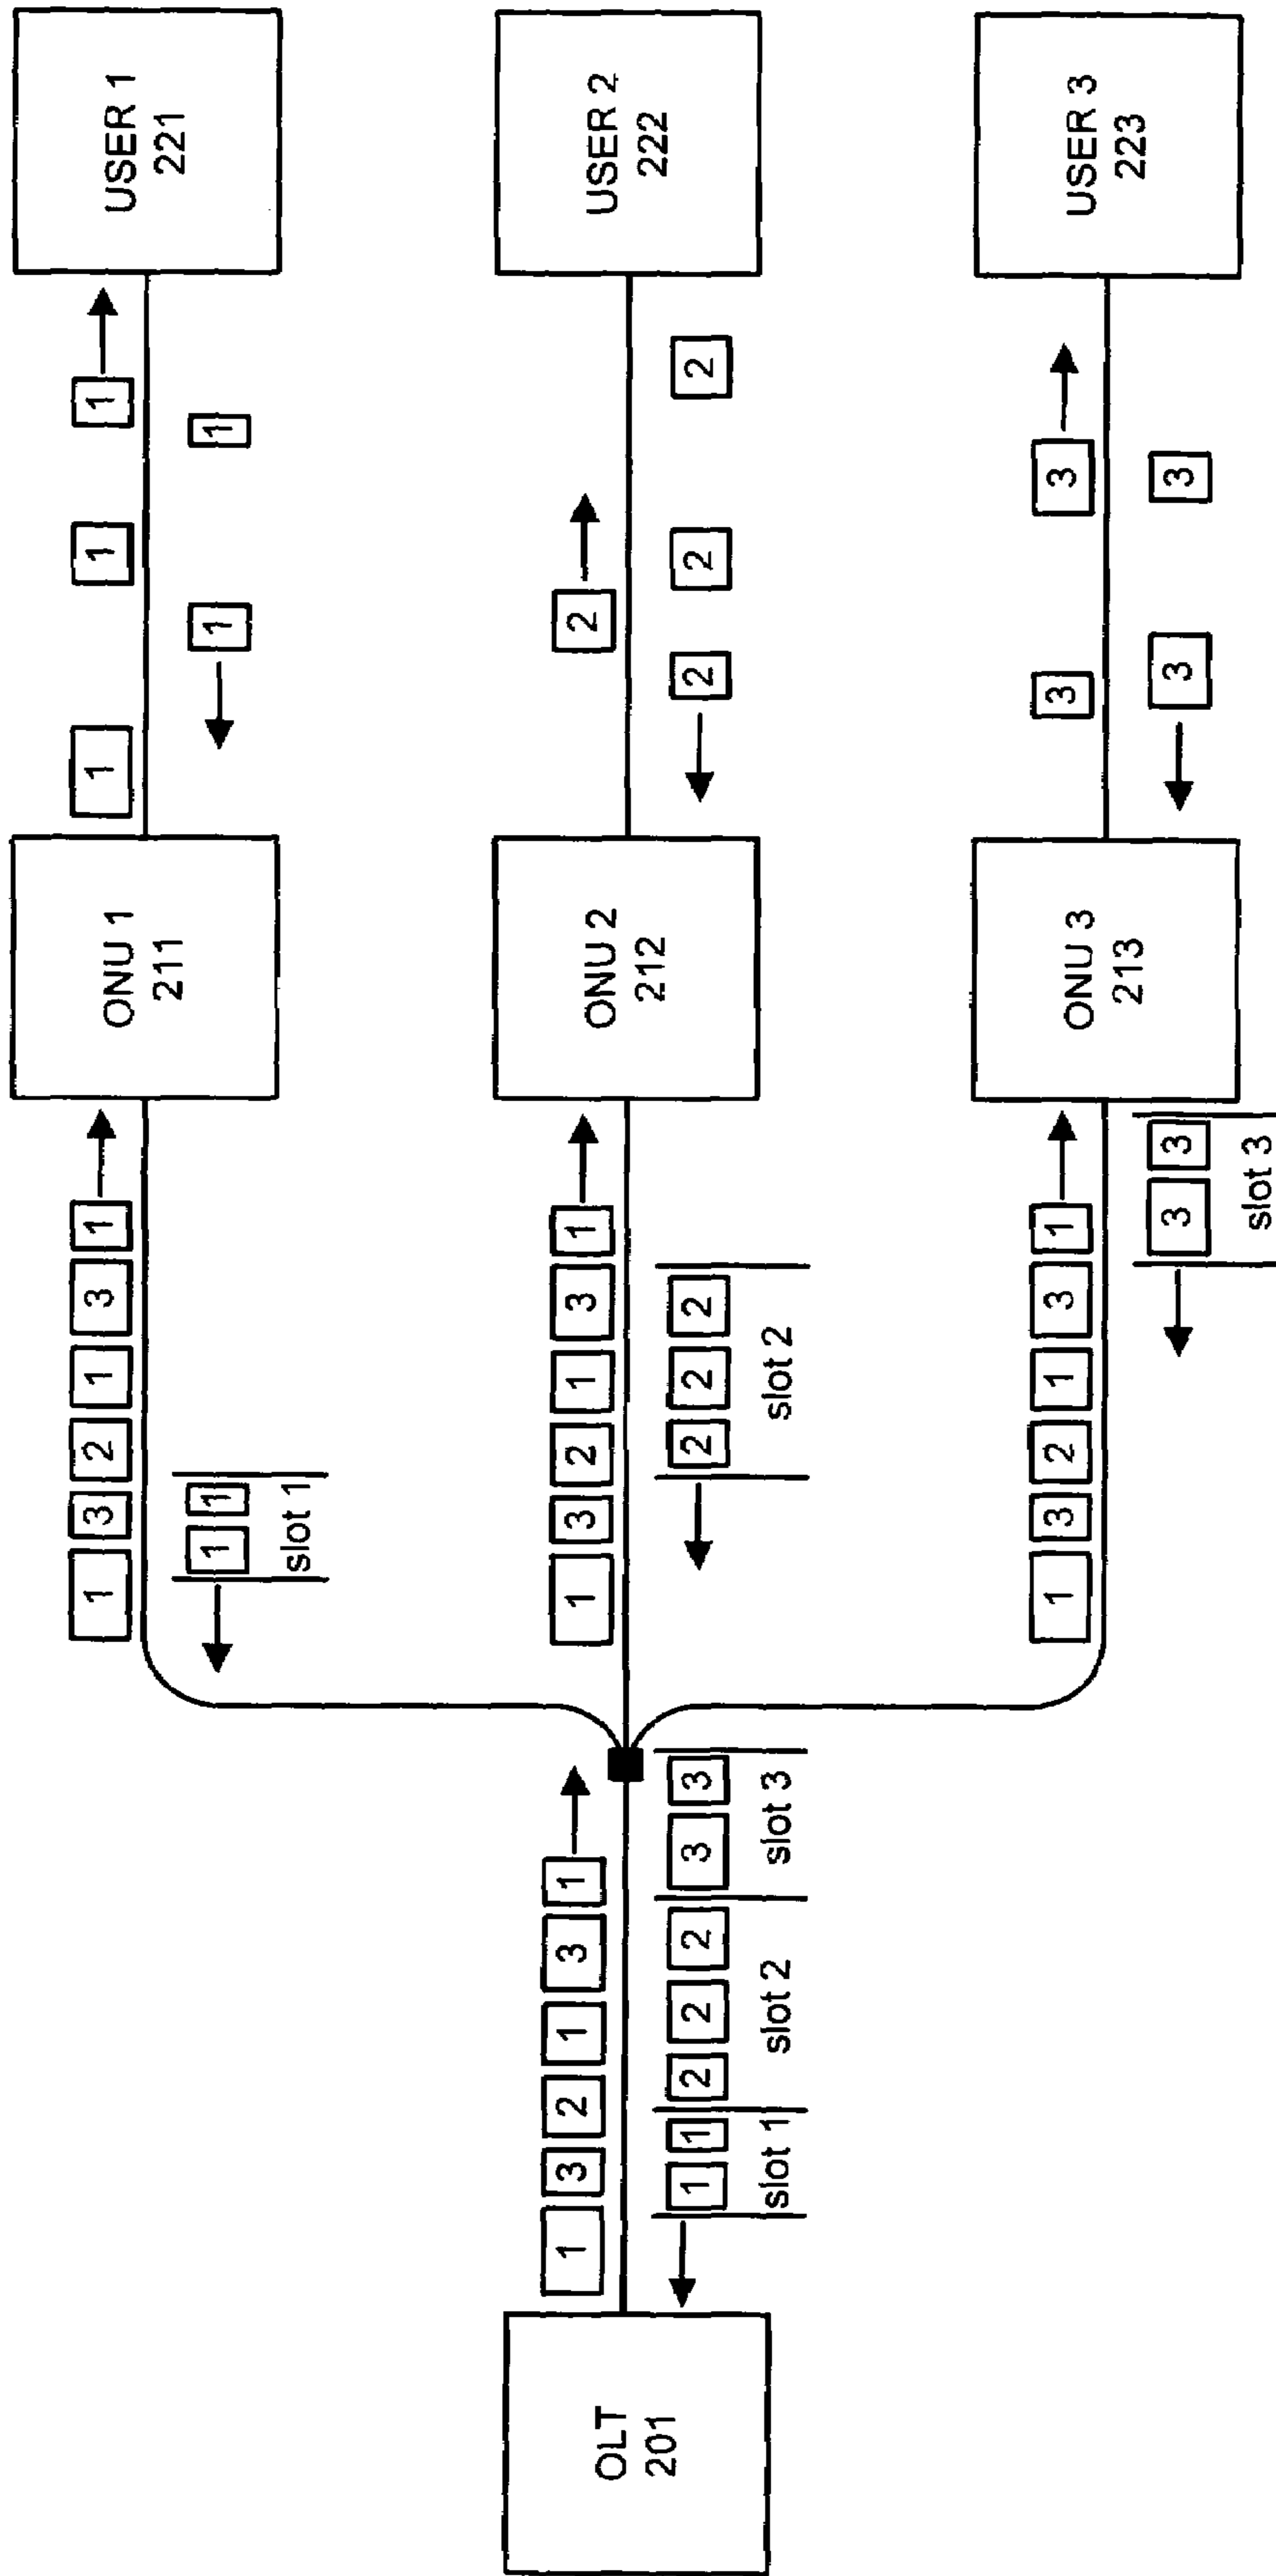 1 3 2 1 3 1
ONU 1
211
1 1 1
USER 1
221
1 1
slot 1
1 1
OLT
201
1 3 2 1 3 1
1 3 2 1 3 1
ONU 2
212
2
USER 2
222
1 1 2 2 2 3 3
slot 1 slot 2 slot 3
2 2 2
slot 2
2 2 2
1 3 2 1 3 1
ONU 3
213
3 3
USER 3
223
3 3
slot 3
3 3